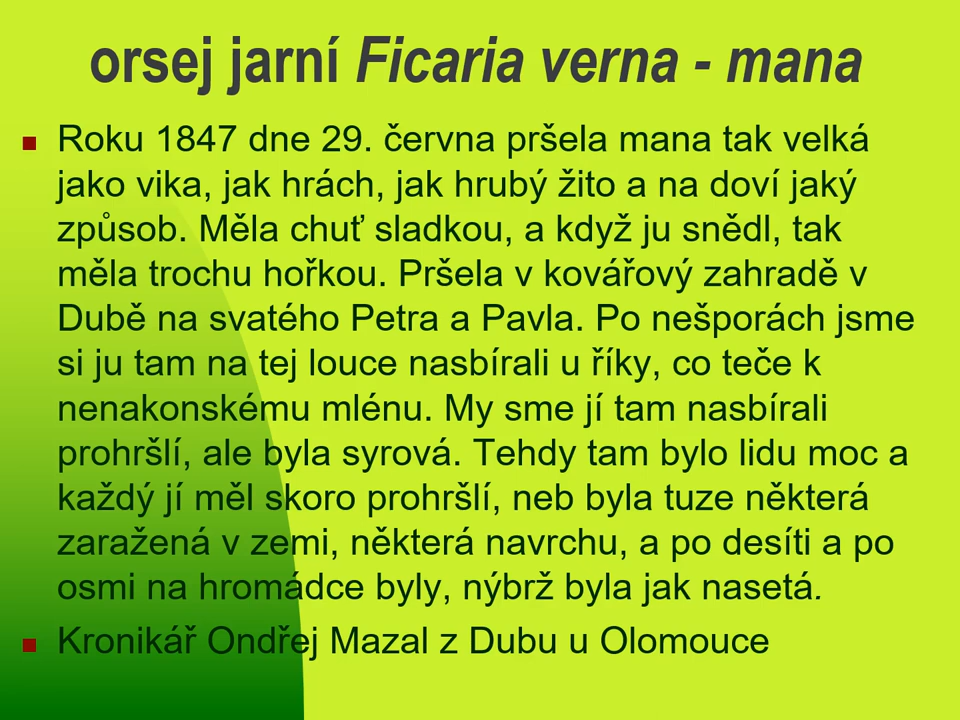 orsej jarní Ficaria verna - mana
Roku 1847 dne 29. června pršela mana tak velká
jako vika, jak hrách, jak hrubý žito a na doví jaký
způsob. Měla chuť sladkou, a když ju snědl, tak
měla trochu hořkou. Pršela v kovářový zahradě v
Dubě na svatého Petra a Pavla. Po nešporách jsme
si ju tam na tej louce nasbírali u říky, co teče k
nenakonskému mlénu. My sme jí tam nasbírali
prohršlí, ale byla syrová. Tehdy tam bylo lidu moc a
každý jí měl skoro prohršlí, neb byla tuze některá
zaražená v zemi, některá navrchu, a po desíti a po
osmi na hromádce byly, nýbrž byla jak nasetá.
Kronikář Ondřej Mazal z Dubu u Olomouce